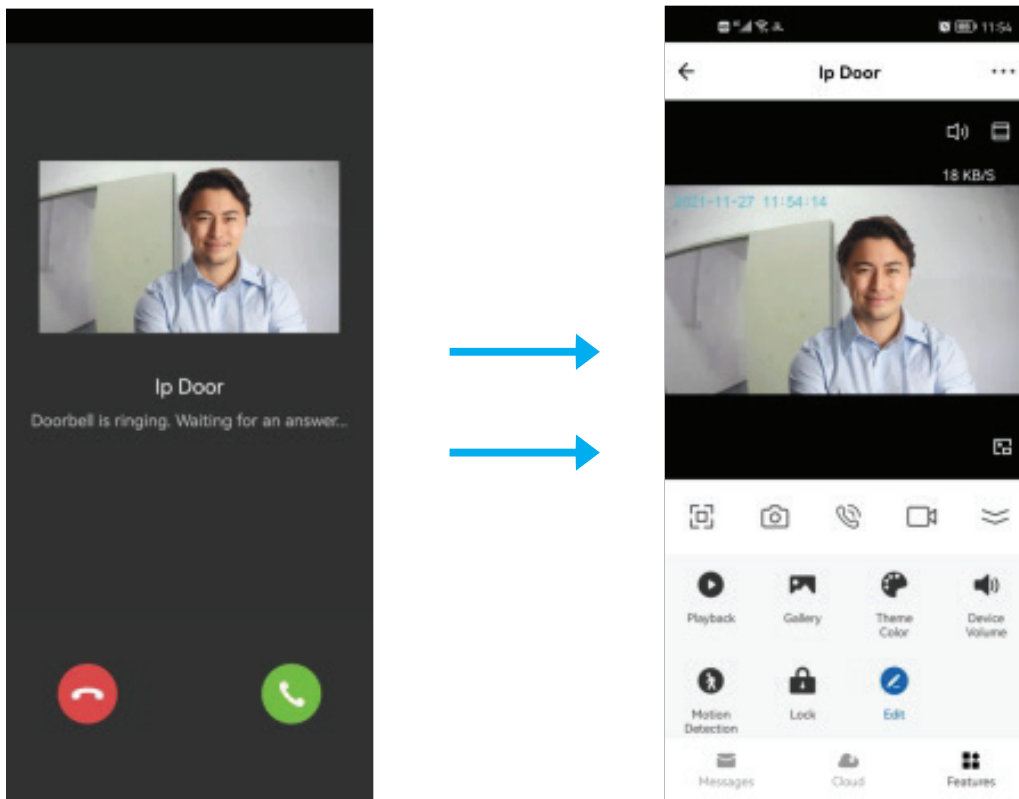 Ip Door
Doorbell is ringing. Waiting for an answer...
11:54
Ip Door
18 KB/S
2021-11-27 11:54:14
Playback
Gallery
Theme
Color
Device
Volume
Motion
Detection
Lock
Edit
Messages
Cloud
Features